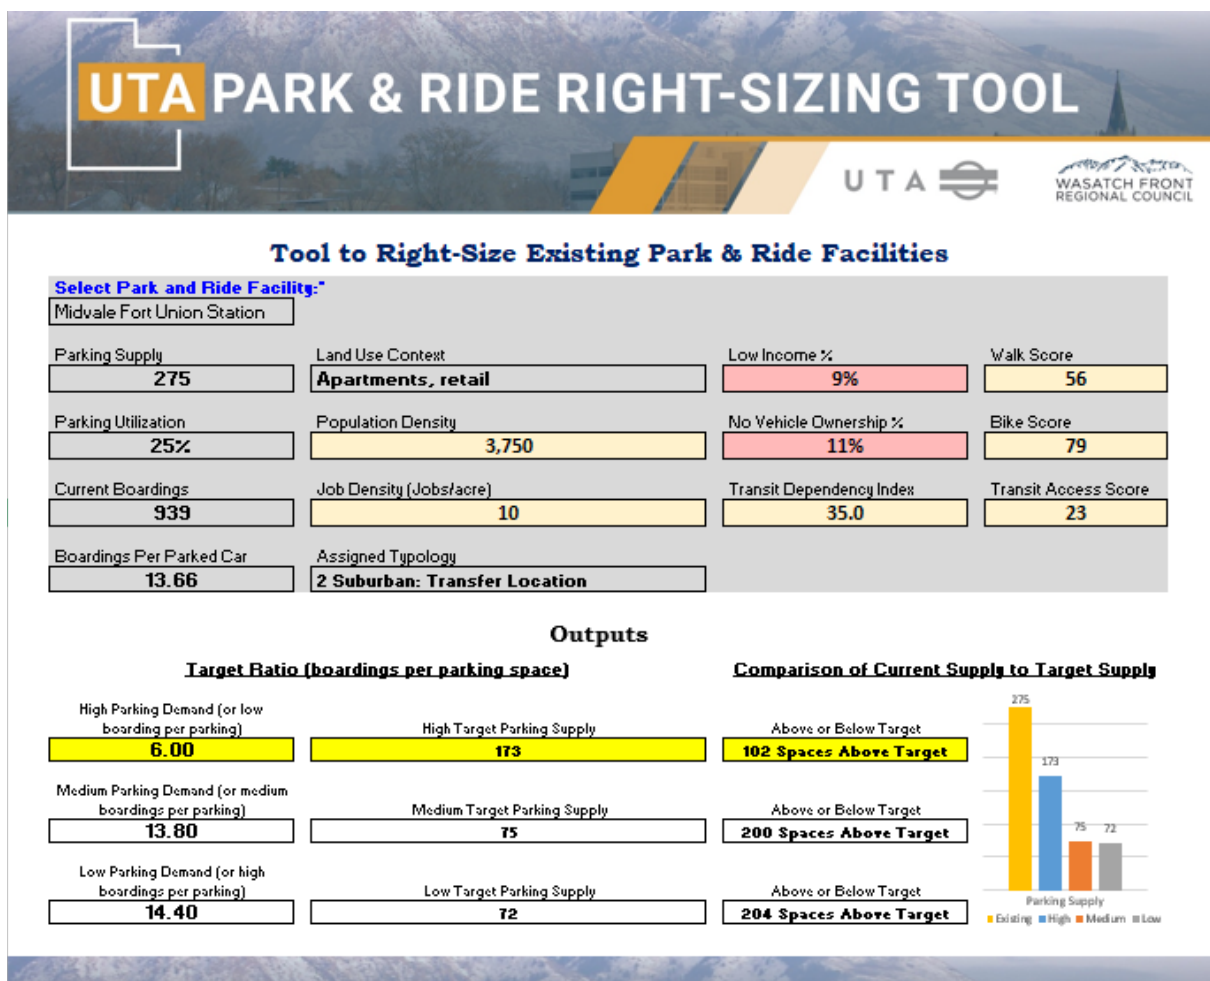 UTA PARK & RIDE RIGHT-SIZING TOOL
UTA
WASATCH FRONT
REGIONAL COUNCIL
Tool to Right-Size Existing Park & Ride Facilities
Select Park and Ride Facility:*
Midvale Fort Union Station
Parking Supply
275
Land Use Context
Apartments, retail
Low Income %
9%
Walk Score
56
Parking Utilization
25%
Population Density
3,750
No Vehicle Ownership %
11%
Bike Score
79
Current Boardings
939
Job Density (Jobs/acre)
10
Transit Dependency Index
35.0
Transit Access Score
23
Boardings Per Parked Car
13.66
Assigned Typology
2 Suburban: Transfer Location
Outputs
Target Ratio (boardings per parking space)
Comparison of Current Supply to Target Supply
High Parking Demand (or low
boarding per parking)
6.00
High Target Parking Supply
173
Above or Below Target
102 Spaces Above Target
Medium Parking Demand (or medium
boardings per parking)
13.80
Medium Target Parking Supply
75
Above or Below Target
200 Spaces Above Target
Low Parking Demand (or high
boardings per parking)
14.40
Low Target Parking Supply
72
Above or Below Target
204 Spaces Above Target
275
173
75
72
Parking Supply
Existing High Medium Low